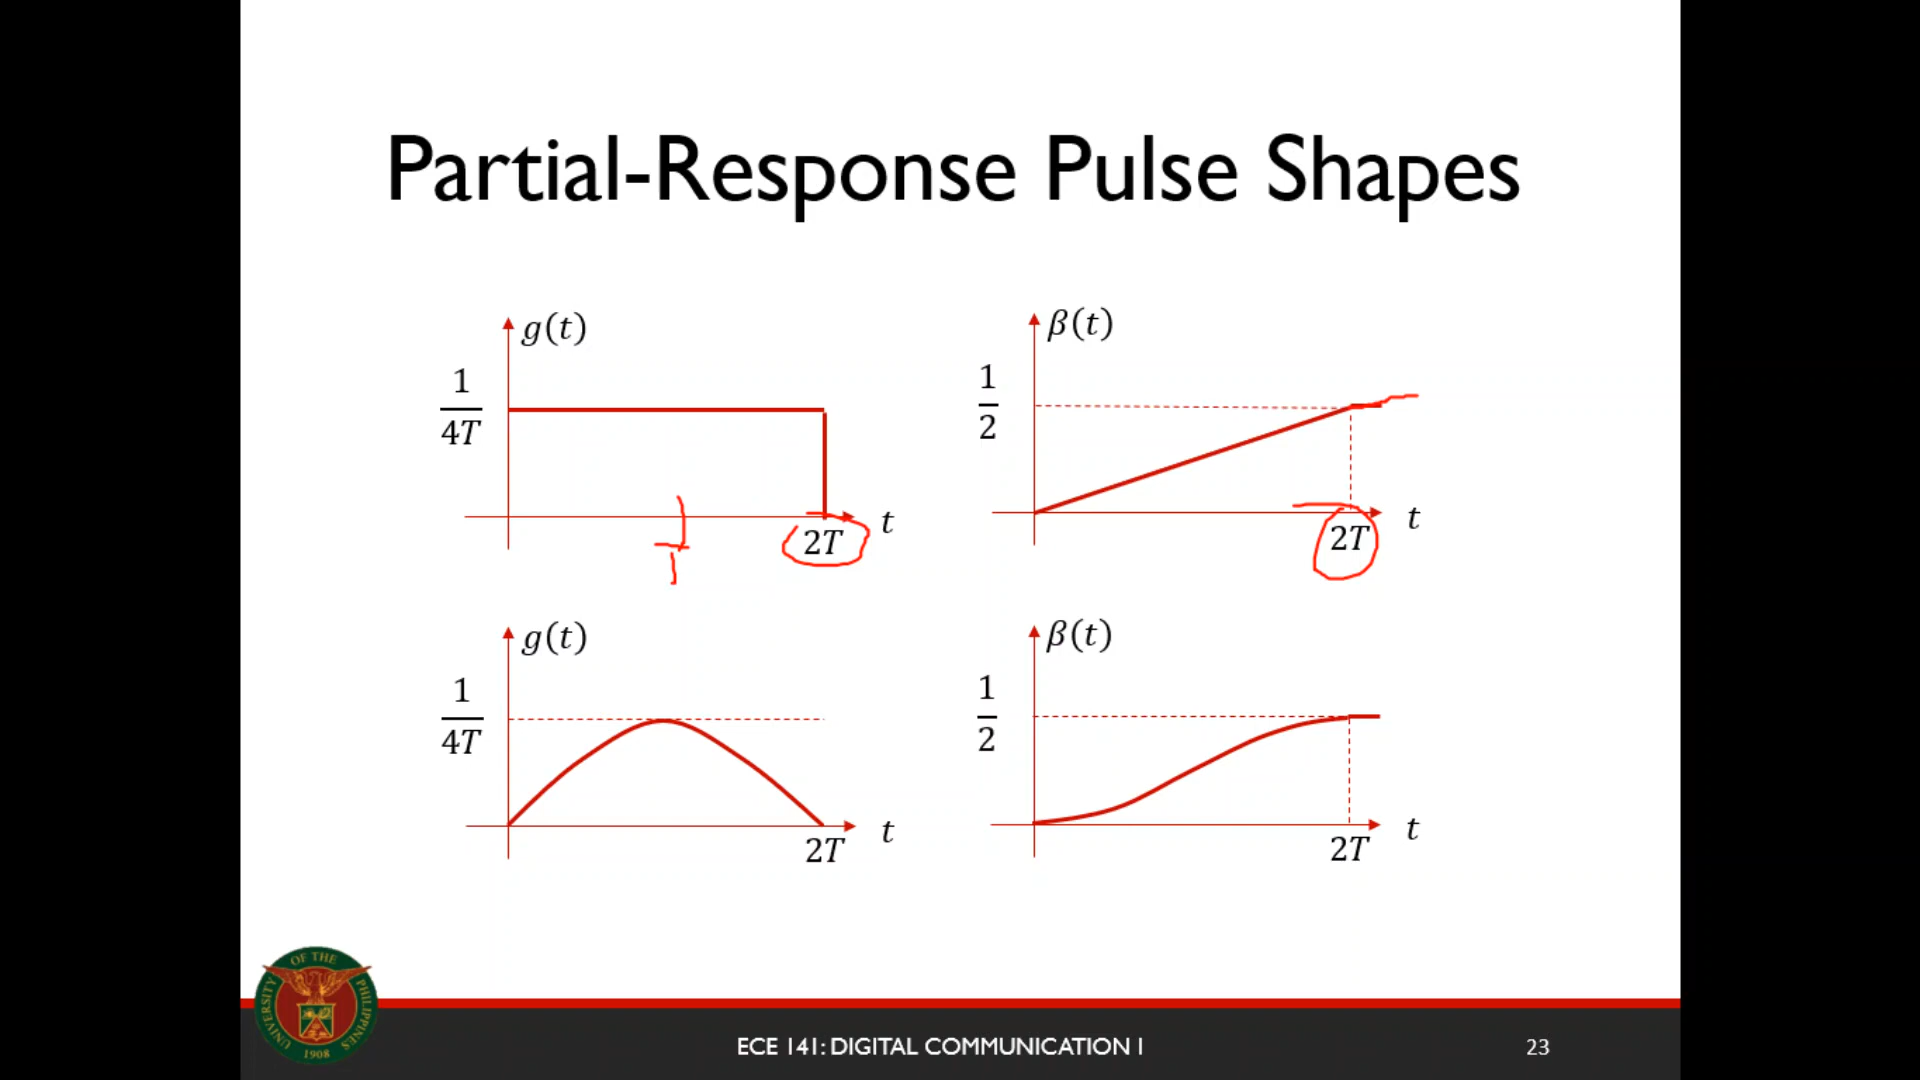 Partial-Response Pulse Shapes
g(t)
1
4T
2T
t
β(t)
1
2
2T
t
g(t)
1
4T
2T
t
β(t)
1
2
2T
t
UNIVERSITY OF THE PHILIPPINES
1908
ECE 141: DIGITAL COMMUNICATION I
23